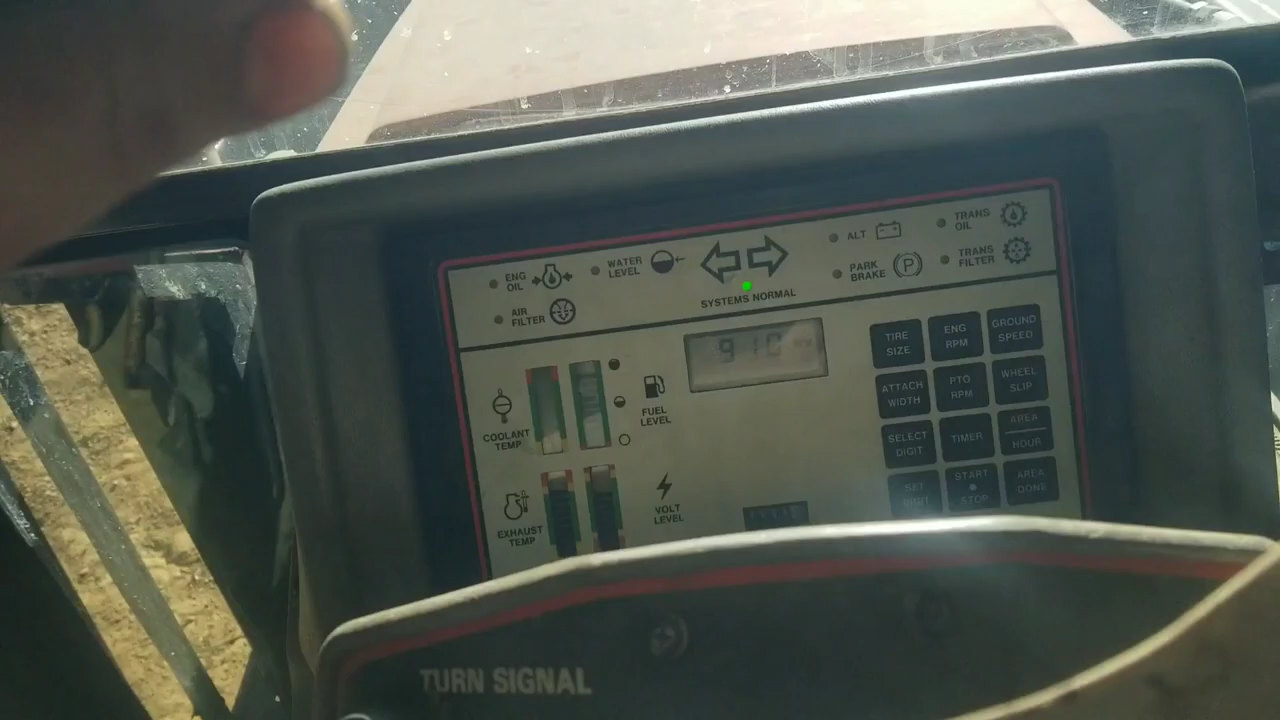 ENG
OIL
WATER
LEVEL
ALT
TRANS
OIL
AIR
FILTER
SYSTEMS NORMAL
PARK
BRAKE
P
TRANS
FILTER
910
TIRE
SIZE
ENG
RPM
GROUND
SPEED
ATTACH
WIDTH
PTO
RPM
WHEEL
SLIP
COOLANT
TEMP
FUEL
LEVEL
SELECT
DIGIT
TIMER
AREA
HOUR
SET
DIGIT
START
STOP
AREA
DONE
EXHAUST
TEMP
VOLT
LEVEL
TURN SIGNAL